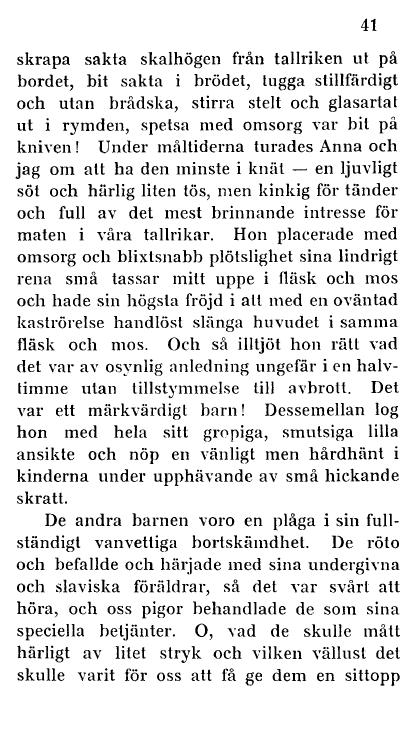 41
skrapa sakta skalhögen från tallriken ut på
bordet, bit sakta i brödet, tugga stillfärdigt
och utan brådska, stirra stelt och glasartat
ut i rymden, spetsa med omsorg var bit på
kniven! Under måltiderna turades Anna och
jag om att ha den minste i knät — en ljuvligt
söt och härlig liten tös, men kinkig för tänder
och full av det mest brinnande intresse för
maten i våra tallrikar. Hon placerade med
omsorg och blixtsnabb plötslighet sina lindrigt
rena små tassar mitt uppe i fläsk och mos
och hade sin högsta fröjd i att med en oväntad
kaströrelse handlöst slänga huvudet i samma
fläsk och mos. Och så illtjöt hon rätt vad
det var av osynlig anledning ungefär i en halv-
timme utan tillstymmelse till avbrott. Det
var ett märkvärdigt barn! Dessemellan log
hon med hela sitt gropiga, smutsiga lilla
ansikte och nöp en vänligt men hårdhänt i
kinderna under upphävande av små hickande
skratt.
De andra barnen voro en plåga i sin full-
ständigt vanvettiga bortskämdhet. De röto
och befallde och härjade med sina undergivna
och slaviska föräldrar, så det var svårt att
höra, och oss pigor behandlade de som sina
speciella betjänter. O, vad de skulle mått
härligt av litet stryk och vilken vällust det
skulle varit för oss att få ge dem en sittopp